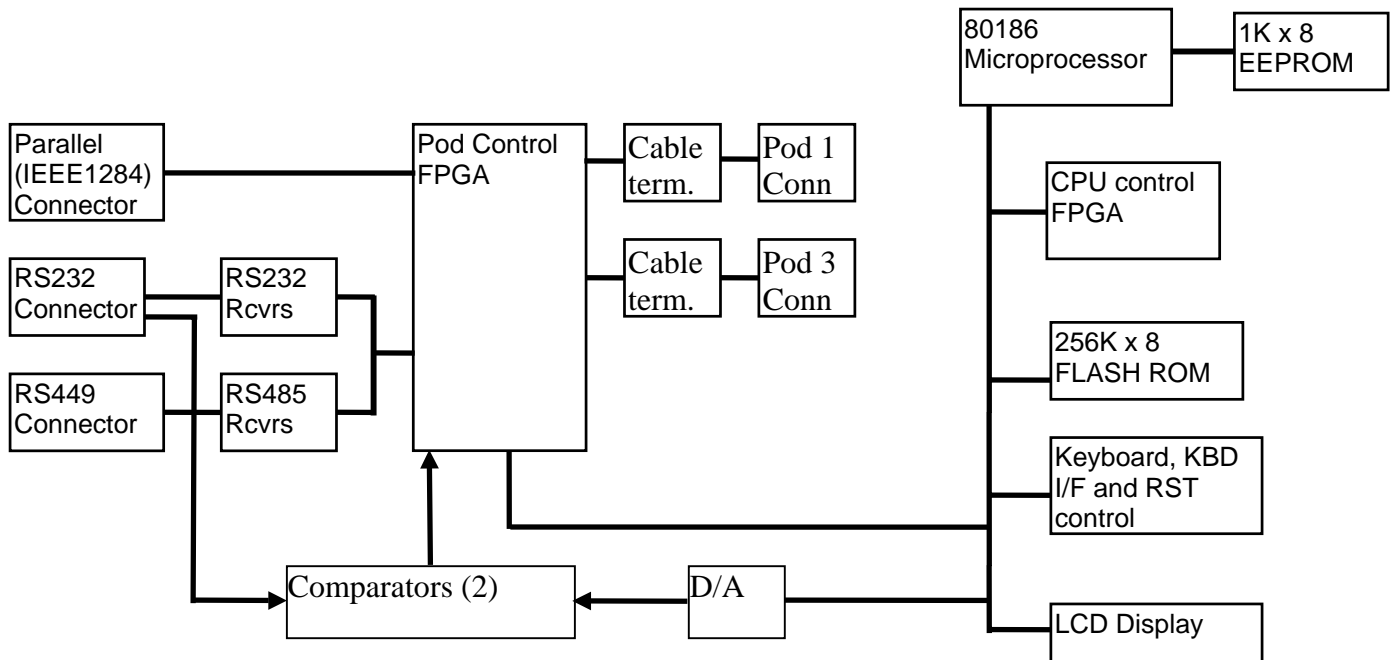 80186
Microprocessor
1K x 8
EEPROM
Parallel
(IEEE1284)
Connector
Pod Control
FPGA
Cable
term.
Pod 1
Conn
CPU control
FPGA
RS232
Connector
RS232
Rcvrs
Cable
term.
Pod 3
Conn
256K x 8
FLASH ROM
RS449
Connector
RS485
Rcvrs
Keyboard, KBD
I/F and RST
control
Comparators (2)
D/A
LCD Display